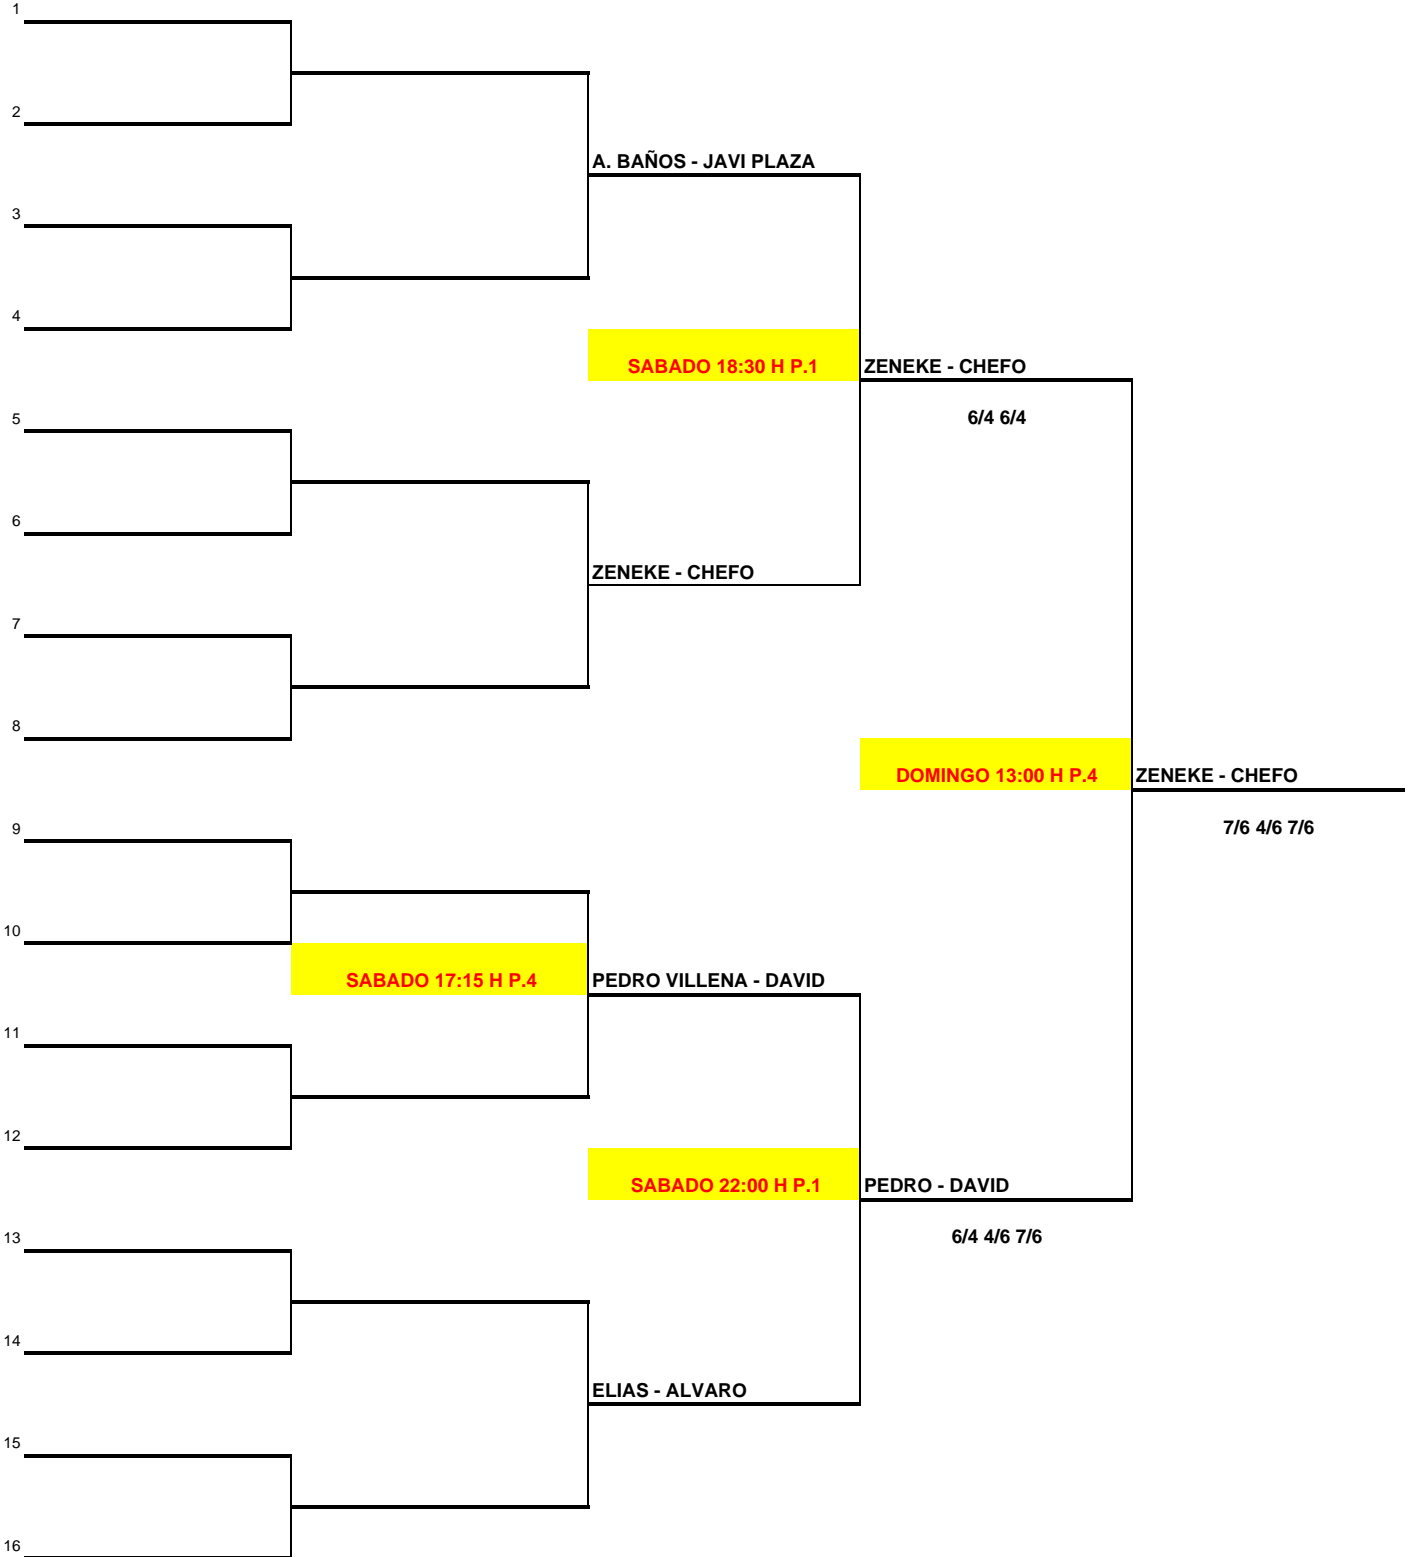 1
2
A. BAÑOS - JAVI PLAZA
3
4
SABADO 18:30 H P.1
ZENEKE - CHEFO
6/4 6/4
5
6
ZENEKE - CHEFO
7
8
DOMINGO 13:00 H P.4
ZENEKE - CHEFO
7/6 4/6 7/6
9
10
SABADO 17:15 H P.4
PEDRO VILLENA - DAVID
11
12
SABADO 22:00 H P.1
PEDRO - DAVID
6/4 4/6 7/6
13
14
ELIAS - ALVARO
15
16